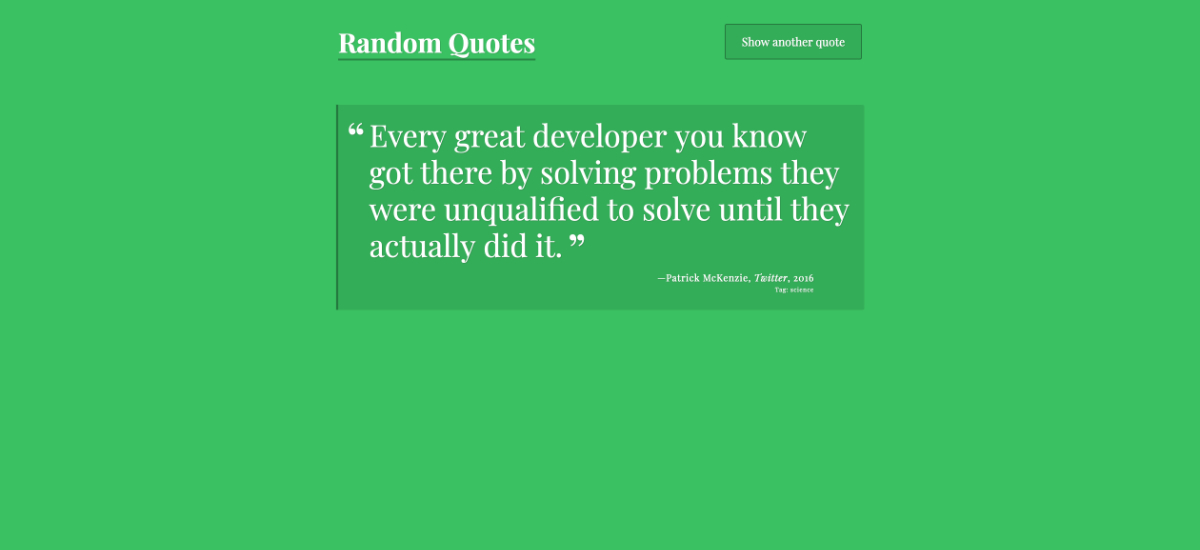 Random Quotes
Show another quote
“ Every great developer you know
got there by solving problems they
were unqualified to solve until they
actually did it. ”
—Patrick McKenzie, Twitter, 2016
Tag: science